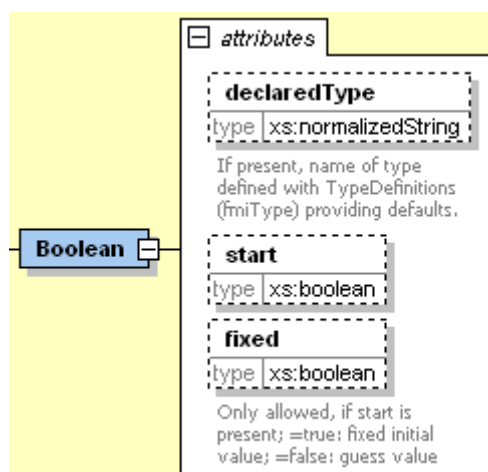 attributes
declaredType
type xs:normalizedString
If present, name of type
defined with TypeDefinitions
(fmiType) providing defaults.
Boolean
start
type xs:boolean
fixed
type xs:boolean
Only allowed, if start is
present; =true: fixed initial
value; =false: guess value